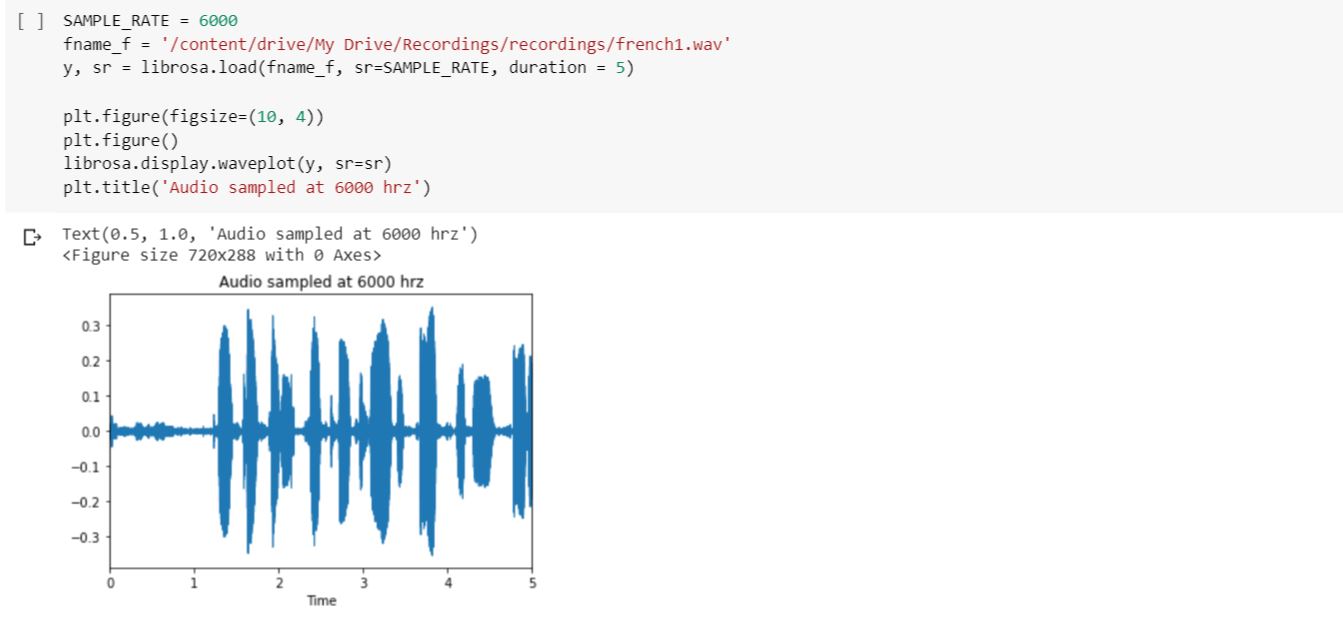 [ ] SAMPLE_RATE = 6000
fname_f = '/content/drive/My Drive/Recordings/recordings/french1.wav'
y, sr = librosa.load(fname_f, sr=SAMPLE_RATE, duration = 5)
plt.figure(figsize=(10, 4))
plt.figure()
librosa.display.waveplot(y, sr=sr)
plt.title('Audio sampled at 6000 hrz')
Text(0.5, 1.0, 'Audio sampled at 6000 hrz')
<Figure size 720x288 with 0 Axes>
Audio sampled at 6000 hrz
0.3
0.2
0.1
0.0
−0.1
−0.2
−0.3
0 1 2 3 4 5
Time